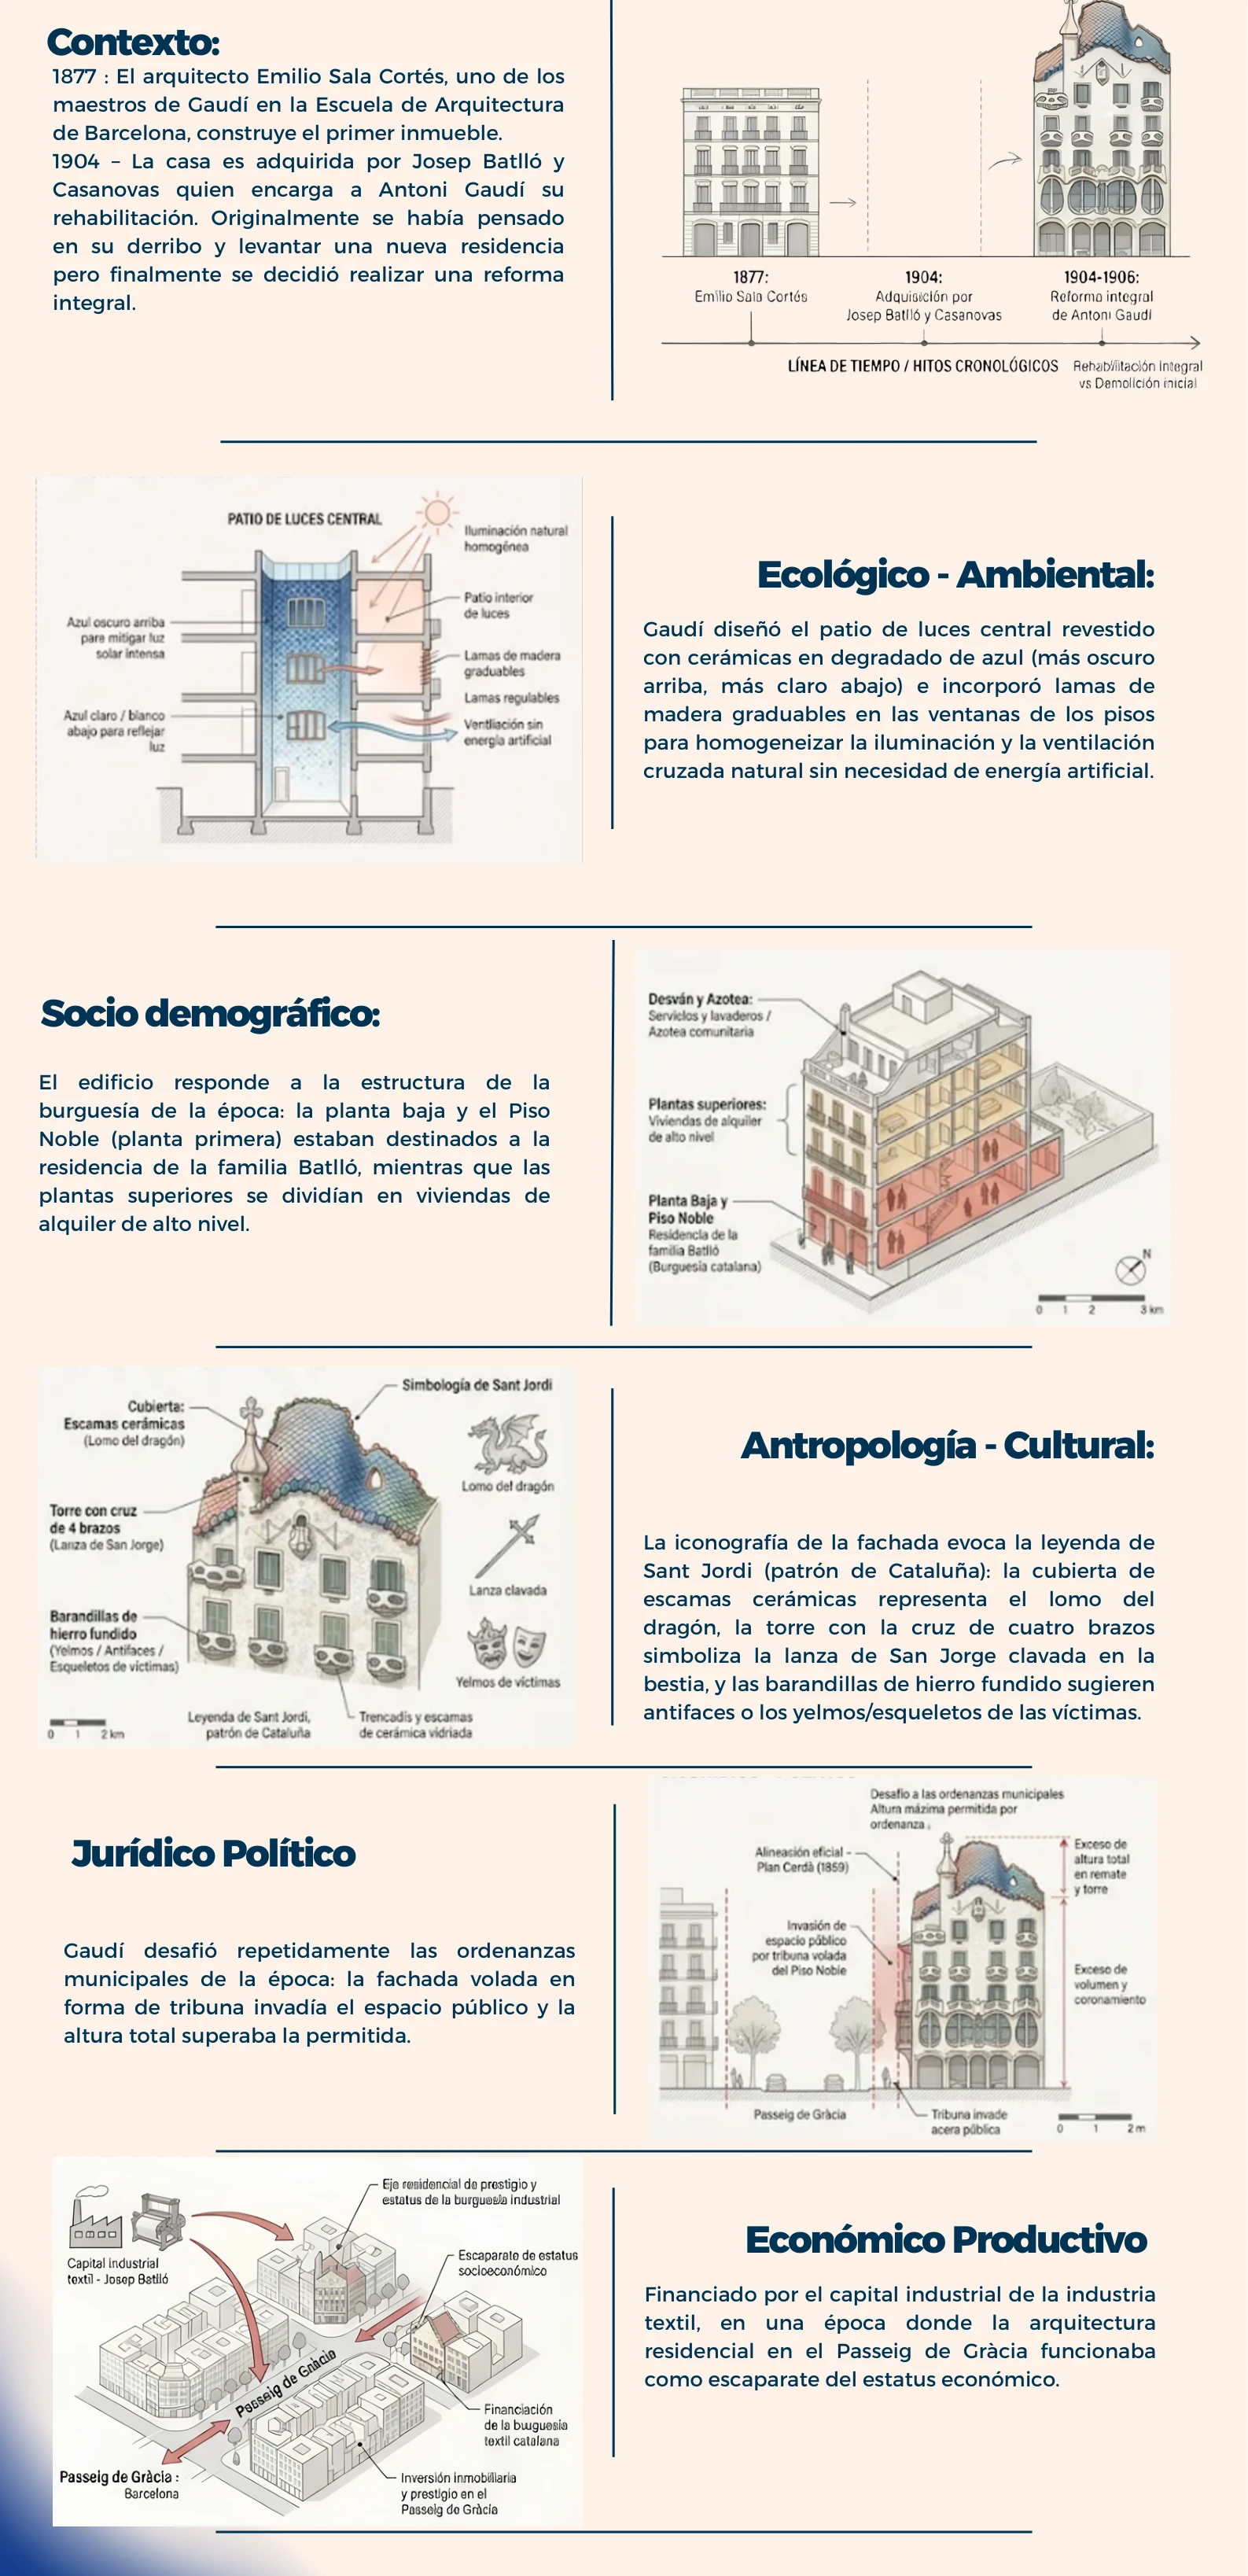 Contexto:
1877 : El arquitecto Emilio Sala Cortés, uno de los
maestros de Gaudí en la Escuela de Arquitectura
de Barcelona, construye el primer inmueble.
1904 – La casa es adquirida por Josep Batlló y
Casanovas quien encarga a Antoni Gaudí su
rehabilitación. Originalmente se había pensado
en su derribo y levantar una nueva residencia
pero finalmente se decidió realizar una reforma
integral.
1877:
Emilio Sala Cortés
1904:
Adquisición por
Josep Batlló y Casanovas
1904-1906:
Reforma integral
de Antoni Gaudí
LÍNEA DE TIEMPO / HITOS CRONOLÓGICOS
Rehabilitación Integral
vs Demolición inicial
PATIO DE LUCES CENTRAL
Iluminación natural
homogénea
Patio interior
de luces
Azul oscuro arriba
pare mitigar luz
solar intensa
Lamas de madera
graduables
Lamas regulables
Azul claro / blanco
abajo para reflejar
luz
Ventilación sin
energía artificial
Ecológico - Ambiental:
Gaudí diseñó el patio de luces central revestido
con cerámicas en degradado de azul (más oscuro
arriba, más claro abajo) e incorporó lamas de
madera graduables en las ventanas de los pisos
para homogeneizar la iluminación y la ventilación
cruzada natural sin necesidad de energía artificial.
Socio demográfico:
El edificio responde a la estructura de la
burguesía de la época: la planta baja y el Piso
Noble (planta primera) estaban destinados a la
residencia de la familia Batlló, mientras que las
plantas superiores se dividían en viviendas de
alquiler de alto nivel.
Desván y Azotea:
Servicios y lavaderos /
Azotea comunitaria
Plantas superiores:
Viviendas de alquiler
de alto nivel
Planta Baja y
Piso Noble
Residencia de la
familia Batlló
(Burguesía catalana)
N
0 1 2 3 km
Simbología de Sant Jordi
Cubierta:
Escamas cerámicas
(Lomo del dragón)
Lomo del dragón
Torre con cruz
de 4 brazos
(Lanza de San Jorge)
Lanza clavada
Barandillas de
hierro fundido
(Yelmos / Antifaces /
Esqueletos de víctimas)
Yelmos de víctimas
Leyenda de Sant Jordi,
patrón de Cataluña
Trencadís y escamas
de cerámica vidriada
0 1 2 km
Antropología - Cultural:
La iconografía de la fachada evoca la leyenda de
Sant Jordi (patrón de Cataluña): la cubierta de
escamas cerámicas representa el lomo del
dragón, la torre con la cruz de cuatro brazos
simboliza la lanza de San Jorge clavada en la
bestia, y las barandillas de hierro fundido sugieren
antifaces o los yelmos/esqueletos de las víctimas.
Jurídico Político
Gaudí desafió repetidamente las ordenanzas
municipales de la época: la fachada volada en
forma de tribuna invadía el espacio público y la
altura total superaba la permitida.
Desafío a las ordenanzas municipales
Altura mázima permitida por
ordenanza.
Alineación eficial -
Plan Cerdà (1859)
Exceso de
altura total
en remate
y torre
Invasión de
espacio público
por tribuna volada
del Piso Noble
Exceso de
volumen y
coronamiento
Passeig de Gràcia
Tribuna invade
acera pública
0 1 2 m
Eje residencial de prestigio y
estatus de la burguesía industrial
Capital industrial
textil - Josep Batlló
Escaparate de estatus
socioeconómico
Passeig de Gràcia
Financiación
de la buuguesia
textil catalana
Passeig de Gràcia :
Barcelona
Inversión inmobiliaria
y prestigio en el
Passeig de Gràcia
Económico Productivo
Financiado por el capital industrial de la industria
textil, en una época donde la arquitectura
residencial en el Passeig de Gràcia funcionaba
como escaparate del estatus económico.